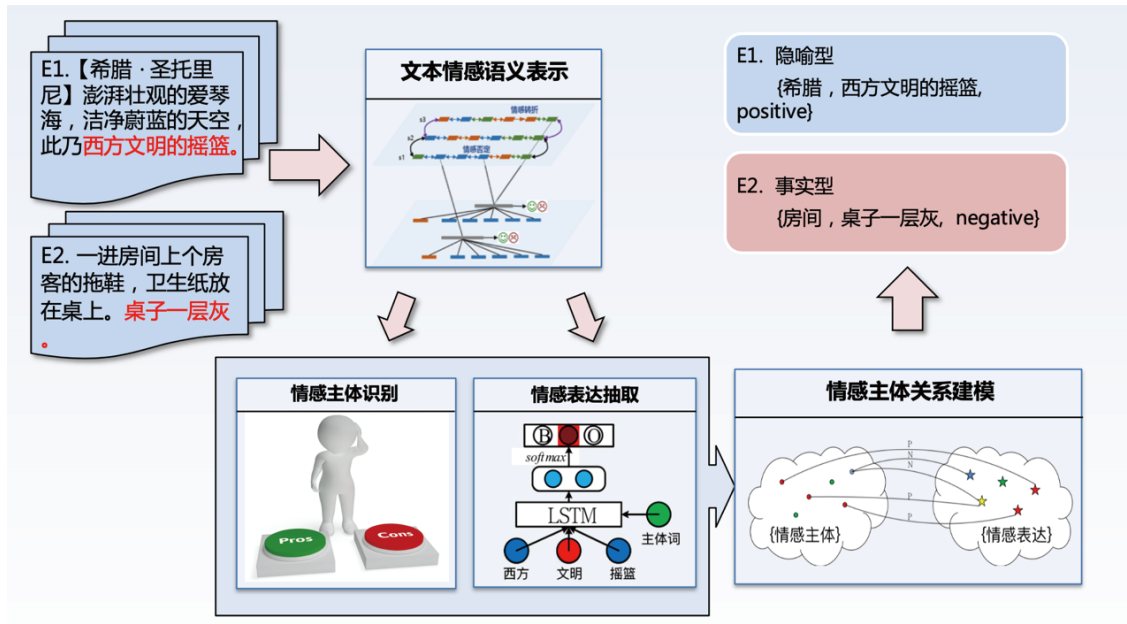 E1.【希腊·圣托里
尼】澎湃壮观的爱琴
海，洁净蔚蓝的天空，
此乃西方文明的摇篮。
E2. 一进房间上个房
客的拖鞋，卫生纸放
在桌上。桌子一层灰
。
文本情感语义表示
情感转折
s3
s2
情感否定
s1
E1. 隐喻型
{希腊，西方文明的摇篮,
positive}
E2. 事实型
{房间，桌子一层灰, negative}
情感主体识别
Pros
Cons
情感表达抽取
B O
softmax
LSTM
主体词
西方 文明 摇篮
情感主体关系建模
P
N
N
P
P
{情感主体}
{情感表达}